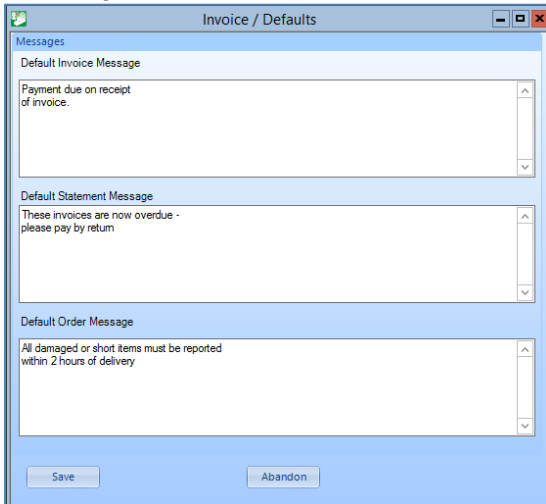 Invoice / Defaults
Messages
Default Invoice Message
Payment due on receipt
of invoice.
Default Statement Message
These invoices are now overdue -
please pay by return
Default Order Message
All damaged or short items must be reported
within 2 hours of delivery
Save
Abandon